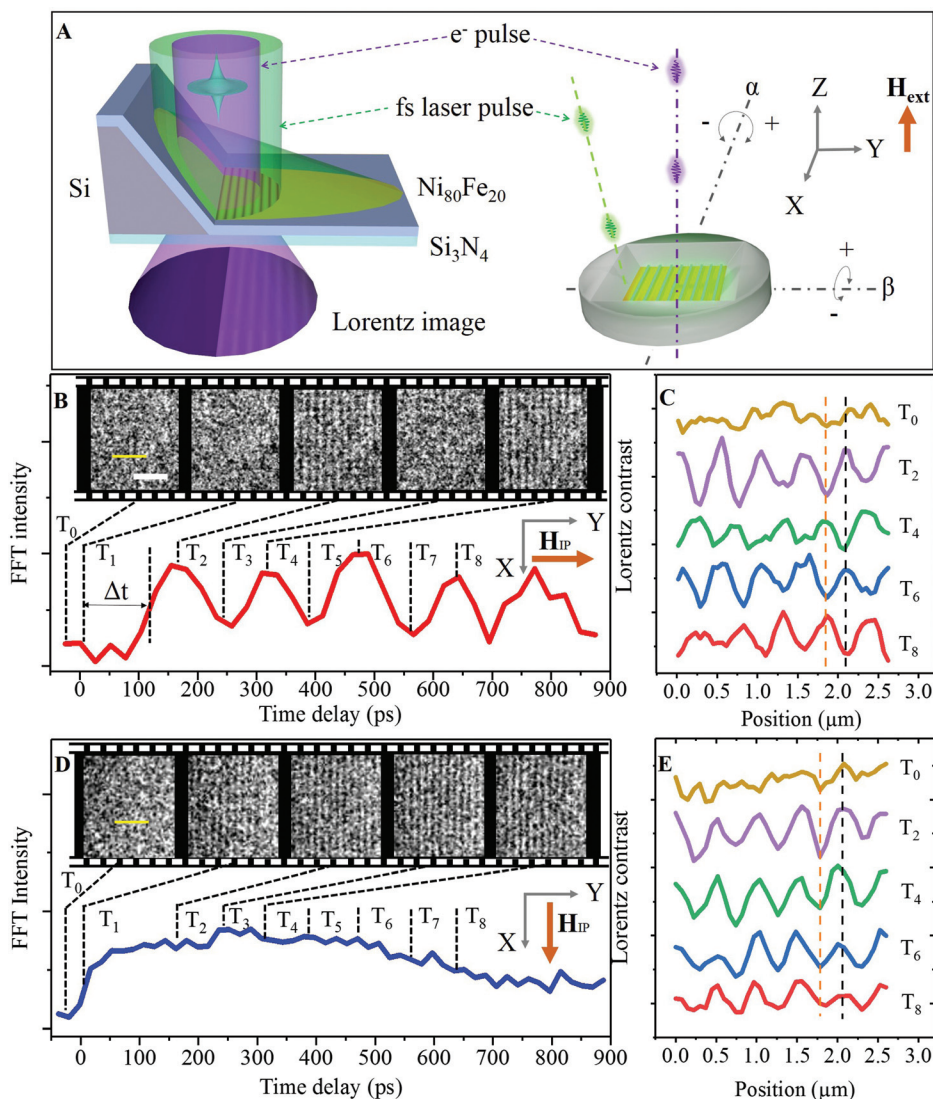 A
e⁻ pulse
fs laser pulse
Si
Ni₈₀Fe₂₀
Si₃N₄
Lorentz image
α
- +
Z
Y
X
H_ext
+
β
-
B
FFT intensity
T₀
T₁ T₂ T₃ T₄ T₅ T₆ T₇ T₈
Δt
Y
X
H_IP
0 100 200 300 400 500 600 700 800 900
Time delay (ps)
C
Lorentz contrast
T₀
T₂
T₄
T₆
T₈
0.0 0.5 1.0 1.5 2.0 2.5 3.0
Position (μm)
D
FFT Intensity
T₀
T₁ T₂ T₃ T₄ T₅ T₆ T₇ T₈
Y
X
H_IP
0 100 200 300 400 500 600 700 800 900
Time delay (ps)
E
Lorentz contrast
T₀
T₂
T₄
T₆
T₈
0.0 0.5 1.0 1.5 2.0 2.5 3.0
Position (μm)